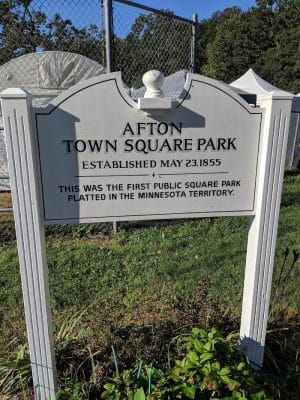 AFTON
TOWN SQUARE PARK
ESTABLISHED MAY 23,1855
THIS WAS THE FIRST PUBLIC SQUARE PARK
PLATTED IN THE MINNESOTA TERRITORY.